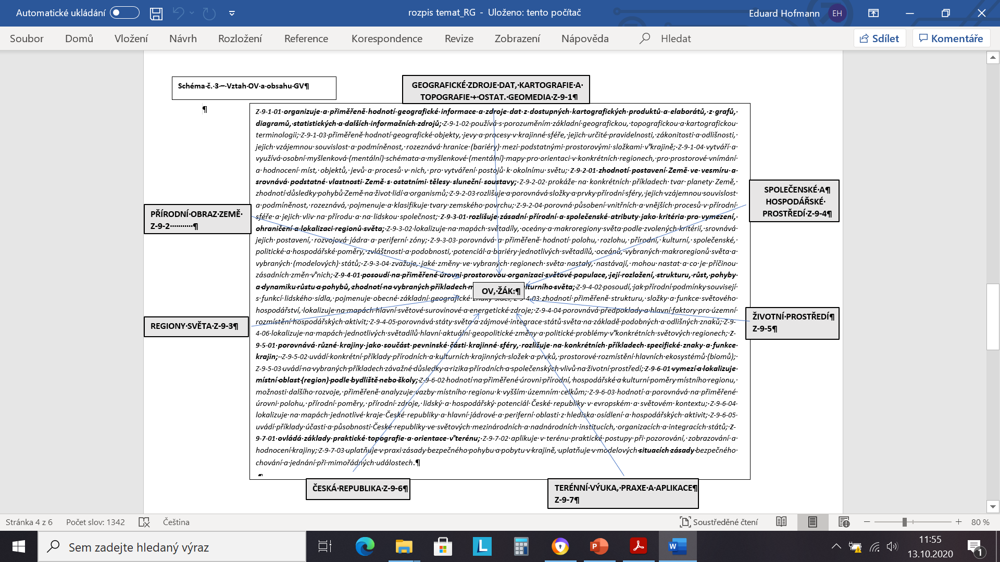 Automatické ukládání
rozpis temat_RG - Uloženo: tento počítač
Eduard Hofmann
EH
Soubor Domů Vložení Návrh Rozložení Reference Korespondence Revize Zobrazení Nápověda Hledat
Sdílet
Komentáře
Schéma č. 3 – Vztah OV a obsahu GV¶
GEOGRAFICKÉ ZDROJE DAT, KARTOGRAFIE A
TOPOGRAFIE + OSTAT. GEOMEDIA Z-9-1¶
¶
Z-9-1-01 organizuje a přiměřeně hodnotí geografické informace a zdroje dat z dostupných kartografických produktů a elaborátů, z grafů,
diagramů, statistických a dalších informačních zdrojů; Z-9-1-02 používá s porozuměním základní geografickou, topografickou a kartografickou
terminologii; Z-9-1-03 přiměřeně hodnotí geografické objekty, jevy a procesy v krajinné sféře, jejich určité pravidelnosti, zákonitosti a odlišnosti,
jejich vzájemnou souvislost a podmíněnost, rozeznává hranice (bariéry) mezi podstatnými prostorovými složkami v°krajině; Z-9-1-04 vytváří a
využívá osobní myšlenková (mentální) schémata a myšlenkové (mentální) mapy pro orientaci v konkrétních regionech, pro prostorové vnímání
a hodnocení míst, objektů, jevů a procesů v nich, pro vytváření postojů k okolnímu světu; Z-9-2-01 zhodnotí postavení Země ve vesmíru a
srovnává podstatné vlastnosti Země s ostatními tělesy sluneční soustavy; Z-9-2-02 prokáže na konkrétních příkladech tvar planety Země,
zhodnotí důsledky pohybů Země na život lidí a organismů; Z-9-2-03 rozlišuje a porovnává složky a prvky přírodní sféry, jejich vzájemnou souvislost
a podmíněnost, rozeznává, pojmenuje a klasifikuje tvary zemského povrchu; Z-9-2-04 porovná působení vnitřních a vnějších procesů v přírodní
sféře a jejich vliv na přírodu a na lidskou společnost; Z-9-3-01 rozlišuje zásadní přírodní a společenské atributy jako kritéria pro vymezení,
ohraničení a lokalizaci regionů světa; Z-9-3-02 lokalizuje na mapách světadíly, oceány a makroregiony světa podle zvolených kritérií, srovnává
jejich postavení, rozvojová jádra a periferní zóny; Z-9-3-03 porovnává a přiměřeně hodnotí polohu, rozlohu, přírodní, kulturní, společenské,
politické a hospodářské poměry, zvláštnosti a podobnosti, potenciál a bariéry jednotlivých světadílů, oceánů, vybraných makroregionů světa a
vybraných (modelových) států; Z-9-3-04 zvažuje, jaké změny ve vybraných regionech světa nastaly, nastávají, mohou nastat a co je příčinou
zásadních změn v°nich; Z-9-4-01 posoudí na přiměřené úrovni prostorovou organizaci světové populace, její rozložení, strukturu, růst, pohyby
a dynamiku růstu a pohybů, zhodnotí na vybraných příkladech m lturního světa; Z-9-4-02 posoudí, jak přírodní podmínky souvisejí
s funkcí lidského sídla, pojmenuje obecné základní geografické znaky sídel; Z-9-4-03 zhodnotí přiměřeně strukturu, složky a funkce světového
hospodářství, lokalizuje na mapách hlavní světové surovinové a energetické zdroje; Z-9-4-04 porovnává předpoklady a hlavní faktory pro územní
rozmístění hospodářských aktivit; Z-9-4-05 porovnává státy světa a zájmové integrace států světa na základě podobných a odlišných znaků; Z-9-
4-06 lokalizuje na mapách jednotlivých světadílů hlavní aktuální geopolitické změny a politické problémy v°konkrétních světových regionech; Z-
9-5-01 porovnává různé krajiny jako součást pevninské části krajinné sféry, rozlišuje na konkrétních příkladech specifické znaky a funkce
krajin; Z-9-5-02 uvádí konkrétní příklady přírodních a kulturních krajinných složek a prvků, prostorové rozmístění hlavních ekosystémů (biomů);
Z-9-5-03 uvádí na vybraných příkladech závažné důsledky a rizika přírodních a společenských vlivů na životní prostředí; Z-9-6-01 vymezí a lokalizuje
místní oblast (region) podle bydliště nebo školy; Z-9-6-02 hodnotí na přiměřené úrovni přírodní, hospodářské a kulturní poměry místního regionu,
možnosti dalšího rozvoje, přiměřeně analyzuje vazby místního regionu k vyšším územním celkům; Z-9-6-03 hodnotí a porovnává na přiměřené
úrovni polohu, přírodní poměry, přírodní zdroje, lidský a hospodářský potenciál České republiky v evropském a světovém kontextu; Z-9-6-04
lokalizuje na mapách jednotlivé kraje České republiky a hlavní jádrové a periferní oblasti z hlediska osídlení a hospodářských aktivit; Z-9-6-05
uvádí příklady účasti a působnosti České republiky ve světových mezinárodních a nadnárodních institucích, organizacích a integracích států; Z-
9-7-01 ovládá základy praktické topografie a orientace v°terénu; Z-9-7-02 aplikuje v terénu praktické postupy při pozorování, zobrazování a
hodnocení krajiny; Z-9-7-03 uplatňuje v praxi zásady bezpečného pohybu a pobytu v krajině, uplatňuje v modelových situacích zásady bezpečného
chování a jednání při mimořádných událostech.¶
¶
OV, ŽÁK:¶
SPOLEČENSKÉ A¶
HOSPODÁŘSKÉ
PROSTŘEDÍ Z-9-4¶
PŘÍRODNÍ OBRAZ ZEMĚ
Z-9-2···········¶
REGIONY SVĚTA Z-9-3¶
ŽIVOTNÍ PROSTŘEDÍ¶
Z-9-5¶
ČESKÁ REPUBLIKA Z-9-6¶
TERÉNNÍ VÝUKA, PRAXE A APLIKACE¶
Z-9-7¶
Stránka 4 z 6 Počet slov: 1342 Čeština
Soustředěné čtení
80 %
Sem zadejte hledaný výraz
11:55
13.10.2020
1